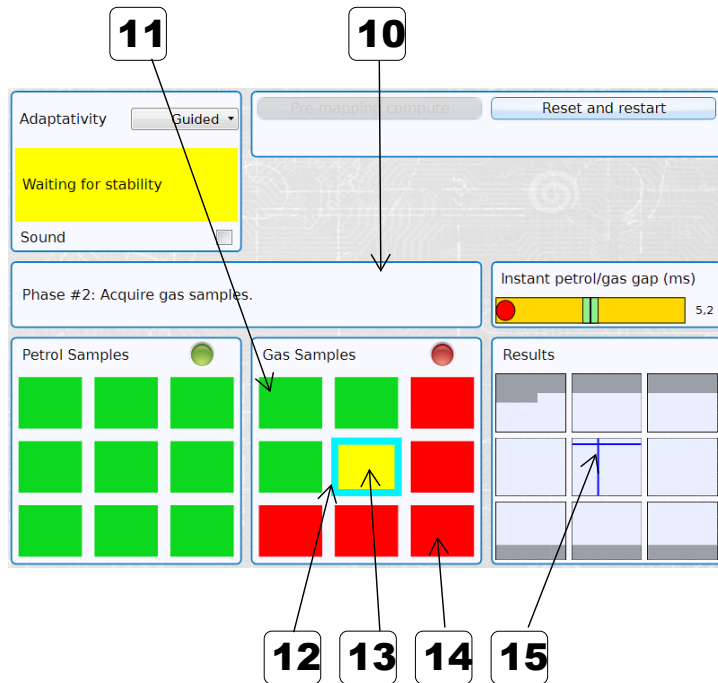 11
10
Adaptativity
Guided
Pre-mapping compute
Reset and restart
Waiting for stability
Sound
Phase #2: Acquire gas samples.
Instant petrol/gas gap (ms)
5,2
Petrol Samples
Gas Samples
Results
12
13
14
15